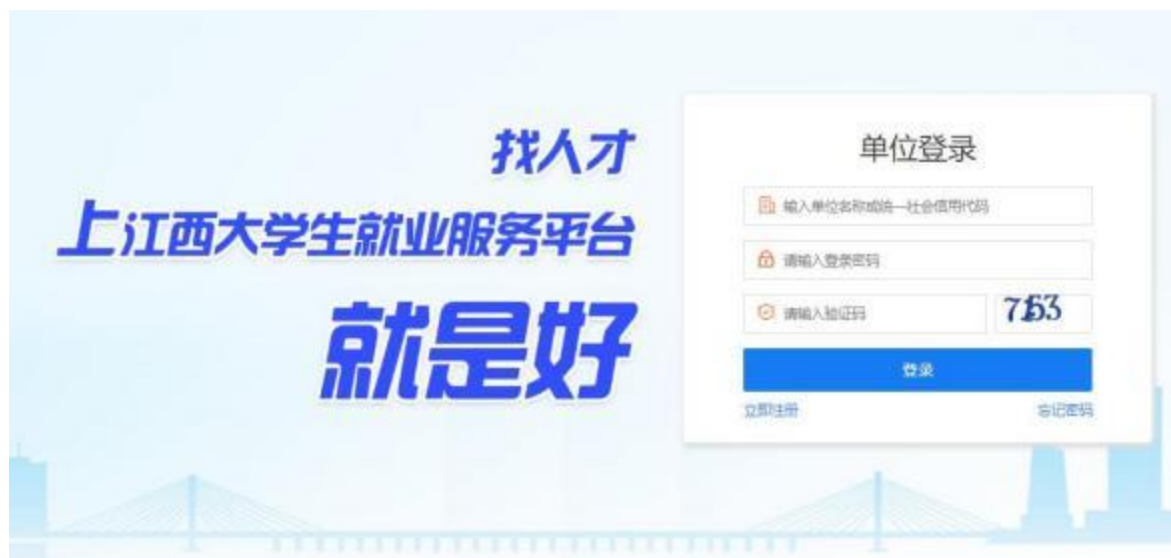 找人才
上江西大学生就业服务平台
就是好
单位登录
输入单位名称或统一社会信用代码
请输入登录密码
请输入验证码
7153
登录
立即注册 忘记密码